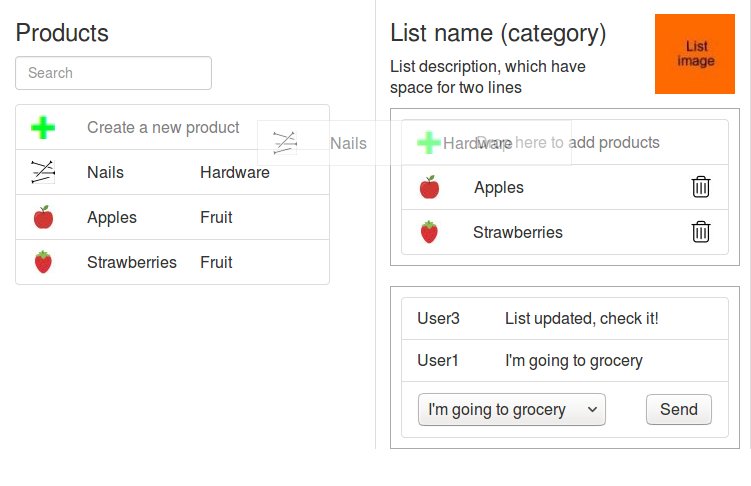 Products
Search
Create a new product
Nails Hardware
Apples Fruit
Strawberries Fruit
Nails Hardware
List name (category)
List description, which have
space for two lines
List
image
Drop here to add products
Apples
Strawberries
User3 List updated, check it!
User1 I'm going to grocery
I'm going to grocery Send